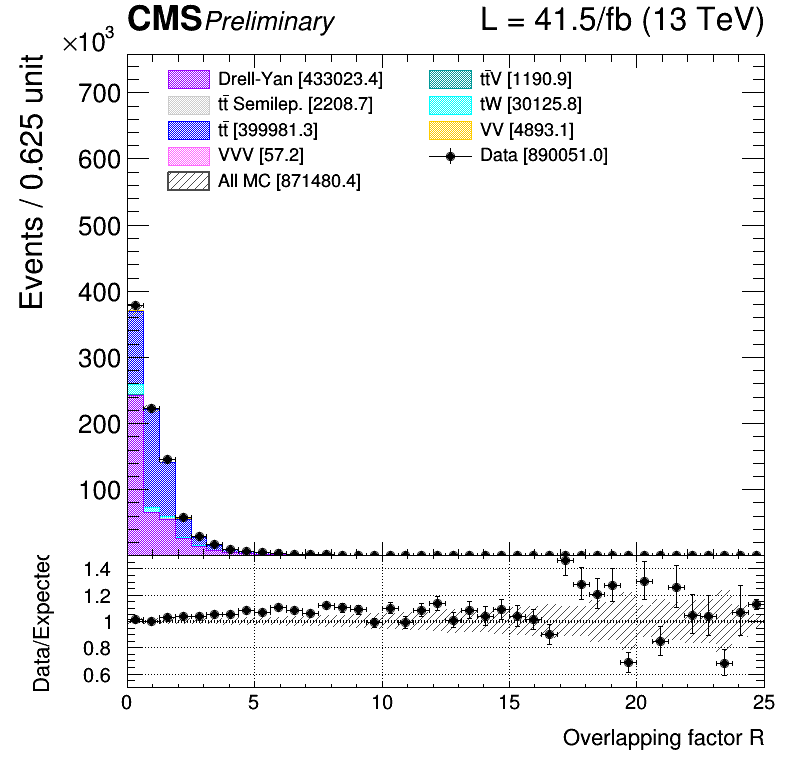 CMS Preliminary L = 41.5/fb (13 TeV)
×10³
Events / 0.625 unit
700
600
500
400
300
200
100
Drell-Yan [433023.4]
tt̄ Semilep. [2208.7]
tt̄ [399981.3]
VVV [57.2]
All MC [871480.4]
tt̄V [1190.9]
tW [30125.8]
VV [4893.1]
Data [890051.0]
Data/Expected
1.4
1.2
1
0.8
0.6
0 5 10 15 20 25
Overlapping factor R